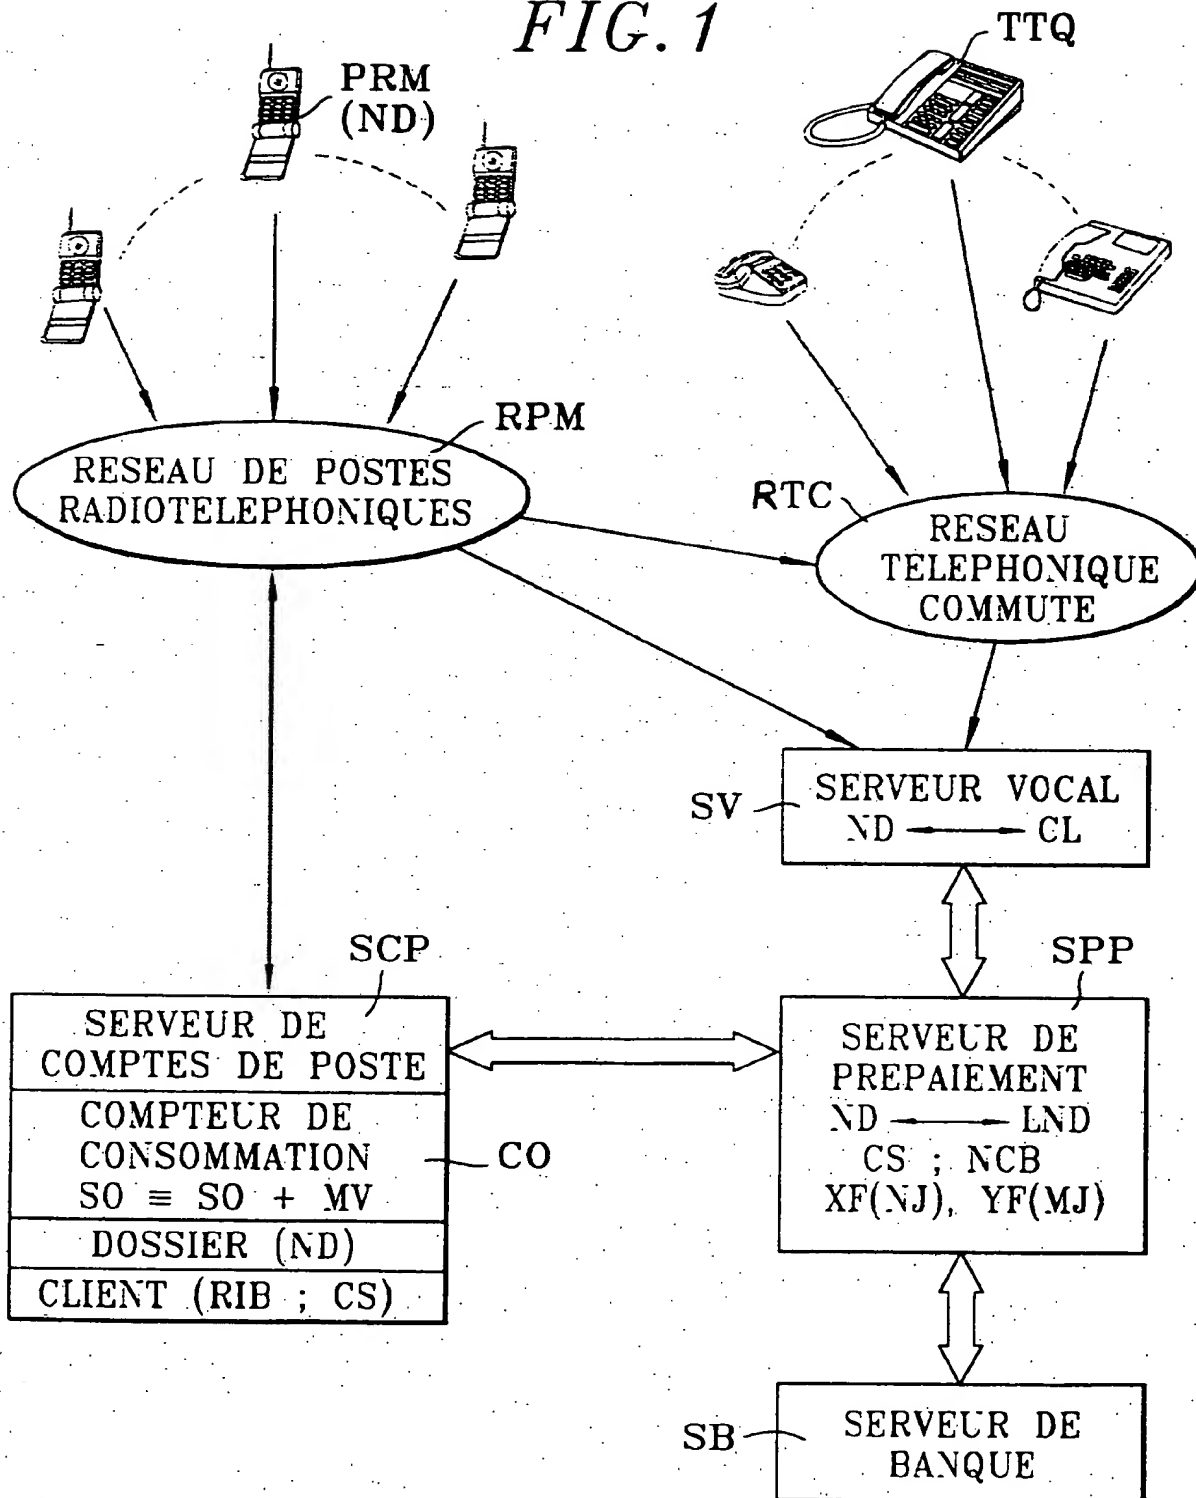 FIG. 1
PRM
(ND)
TTQ
RPM
RESEAU DE POSTES
RADIOTELEPHONIQUES
RTC
RESEAU
TELEPHONIQUE
COMMUTE
SV
SERVEUR VOCAL
ND CL
SCP
SERVEUR DE
COMPTES DE POSTE
COMPTEUR DE
CONSOMMATION
SO ≡ SO + MV
CO
DOSSIER (ND)
CLIENT (RIB ; CS)
SPP
SERVEUR DE
PREPAIEMENT
ND LND
CS ; NCB
XF(NJ), YF(MJ)
SB
SERVEUR DE
BANQUE